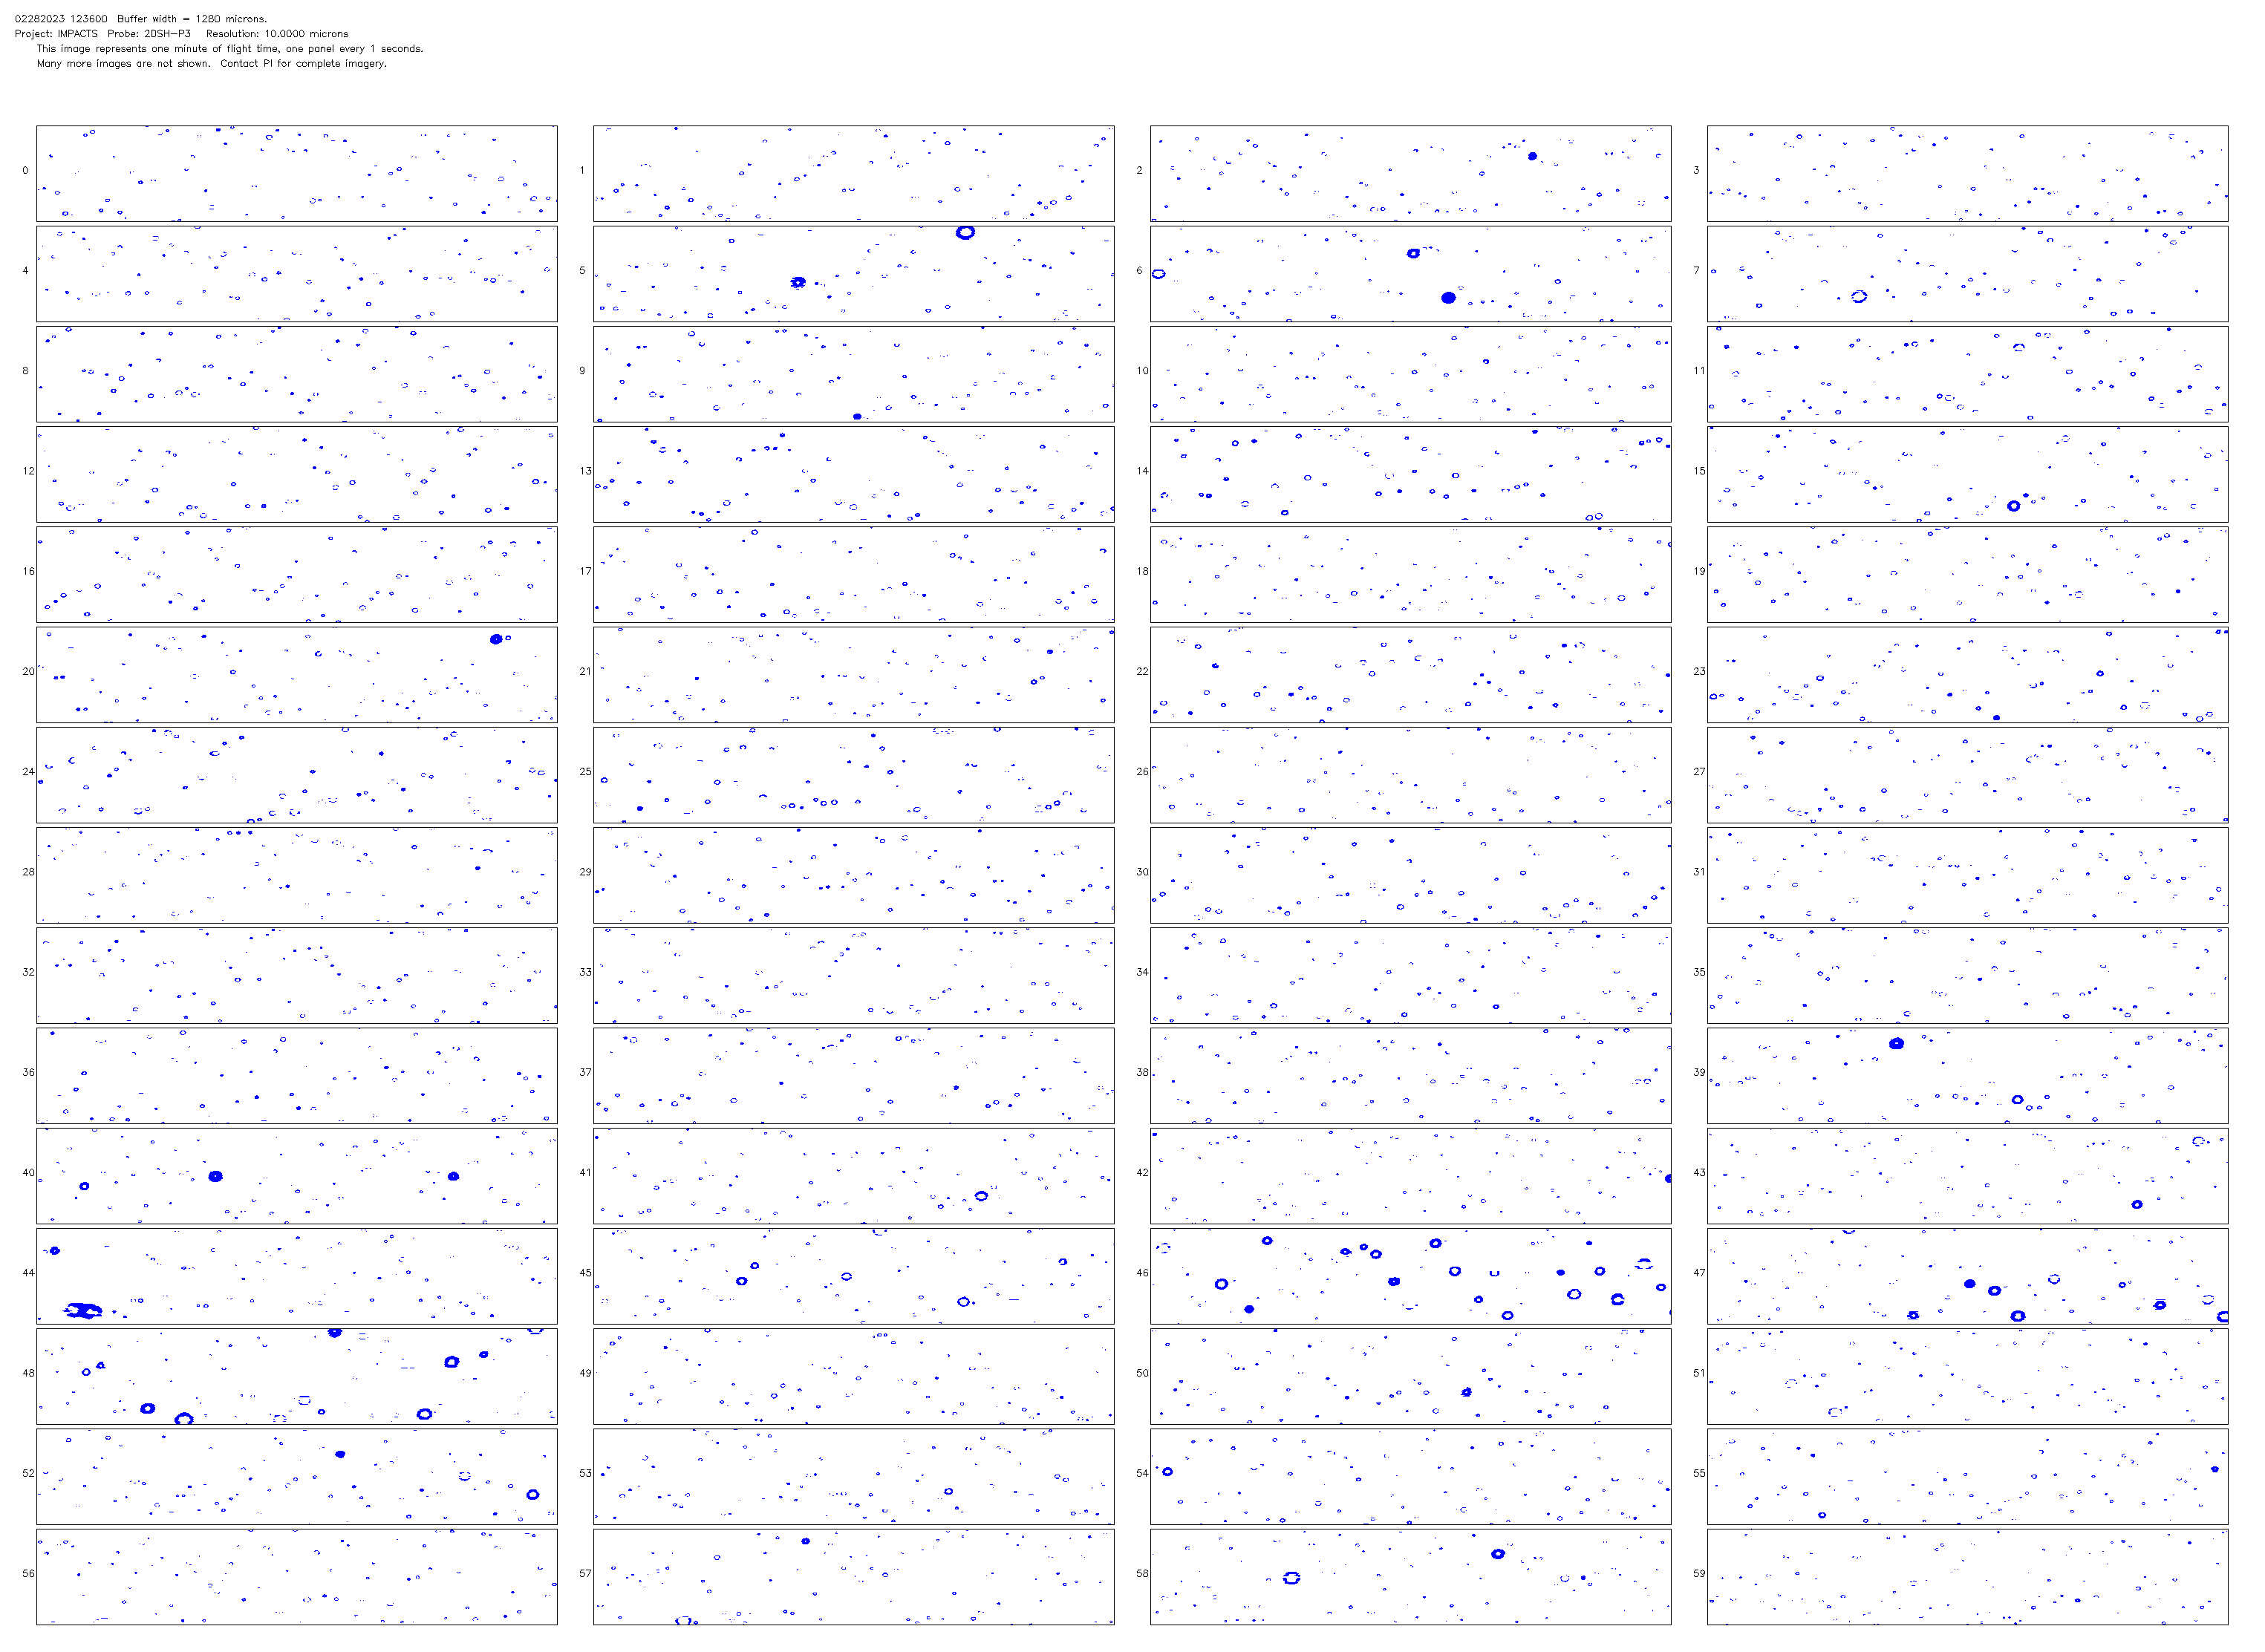 02282023 123600  Buffer width = 1280 microns.
Project: IMPACTS  Probe: 2DSH-P3    Resolution: 10.0000 microns
This image represents one minute of flight time, one panel every 1 seconds.
Many more images are not shown.  Contact PI for complete imagery.
0 1 2 3
4 5 6 7
8 9 10 11
12 13 14 15
16 17 18 19
20 21 22 23
24 25 26 27
28 29 30 31
32 33 34 35
36 37 38 39
40 41 42 43
44 45 46 47
48 49 50 51
52 53 54 55
56 57 58 59